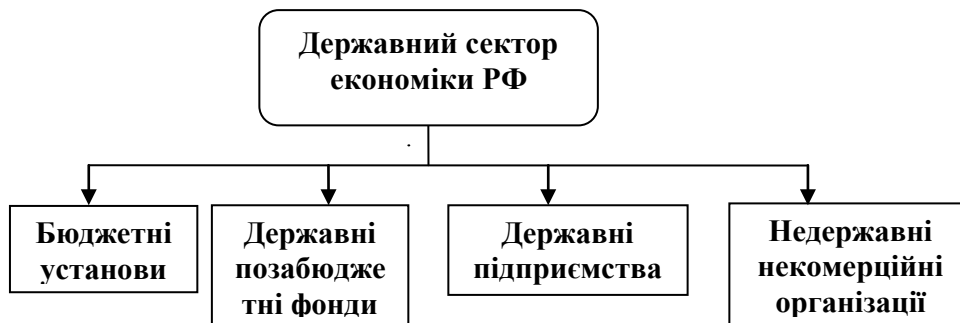 Державний сектор
економіки РФ
Бюджетні
установи
Державні
позабюдже
тні фонди
Державні
підприємства
Недержавні
некомерційні
організації